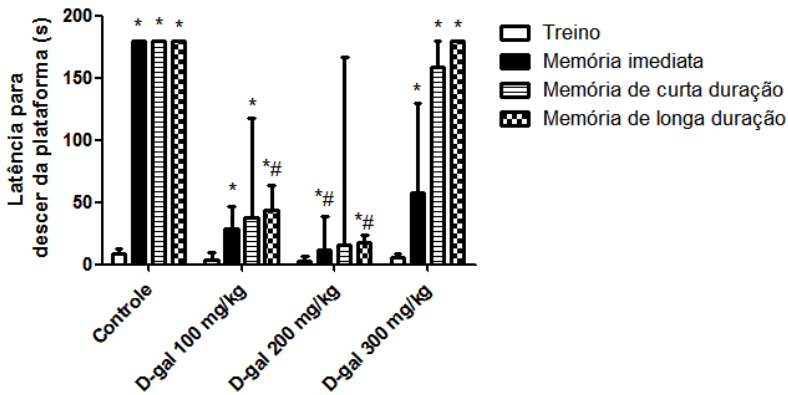 Latência para
descer da plataforma (s)
200
150
100
50
0
* * *
* * *#
*# *#
* * *
Controle
D-gal 100 mg/kg
D-gal 200 mg/kg
D-gal 300 mg/kg
Treino
Memória imediata
Memória de curta duração
Memória de longa duração